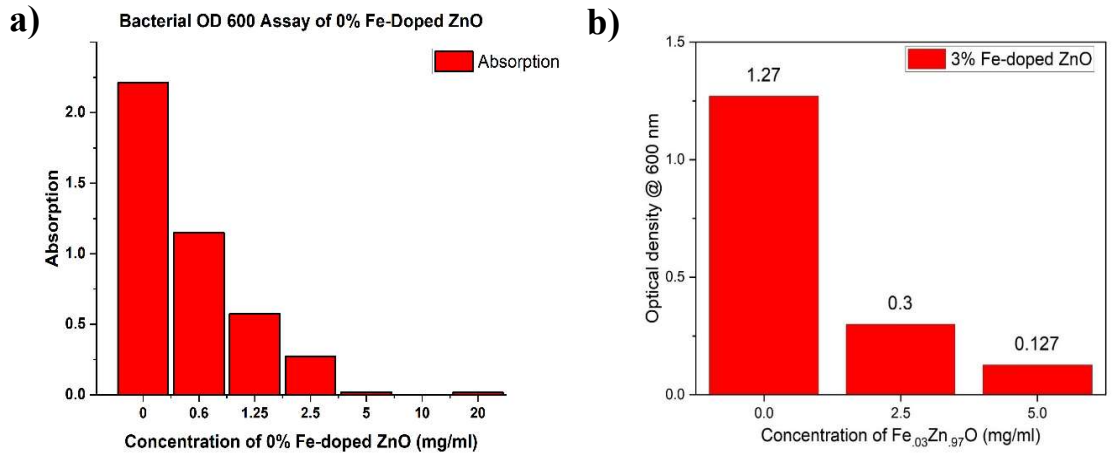 a)
Bacterial OD 600 Assay of 0% Fe-Doped ZnO
Absorption
Absorption
2.0
1.5
1.0
0.5
0.0
0 0.6 1.25 2.5 5 10 20
Concentration of 0% Fe-doped ZnO (mg/ml)
b)
3% Fe-doped ZnO
Optical density @ 600 nm
1.5
1.0
0.5
0.0
1.27
0.3
0.127
0.0 2.5 5.0
Concentration of Fe.03Zn.97O (mg/ml)